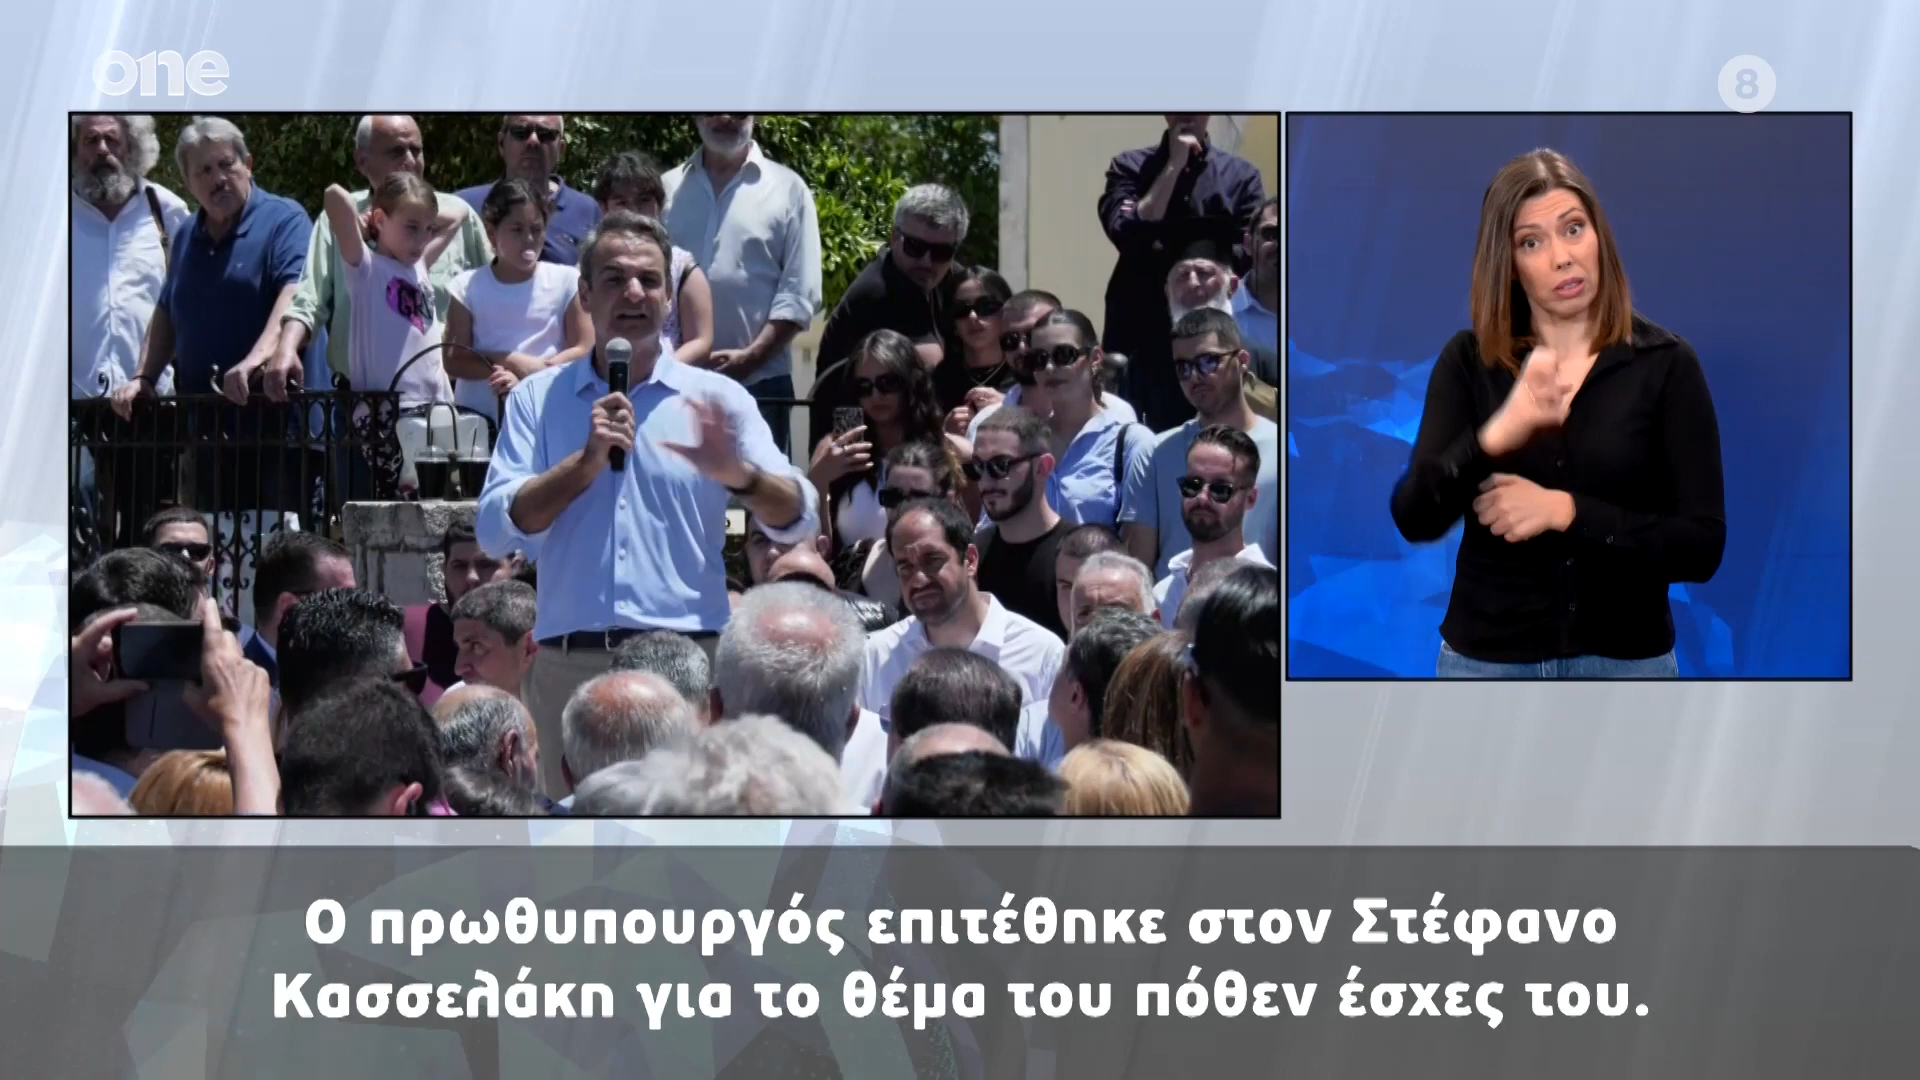 one
8
Ο πρωθυπουργός επιτέθηκε στον Στέφανο
Κασσελάκη για το θέμα του πόθεν έσχες του.